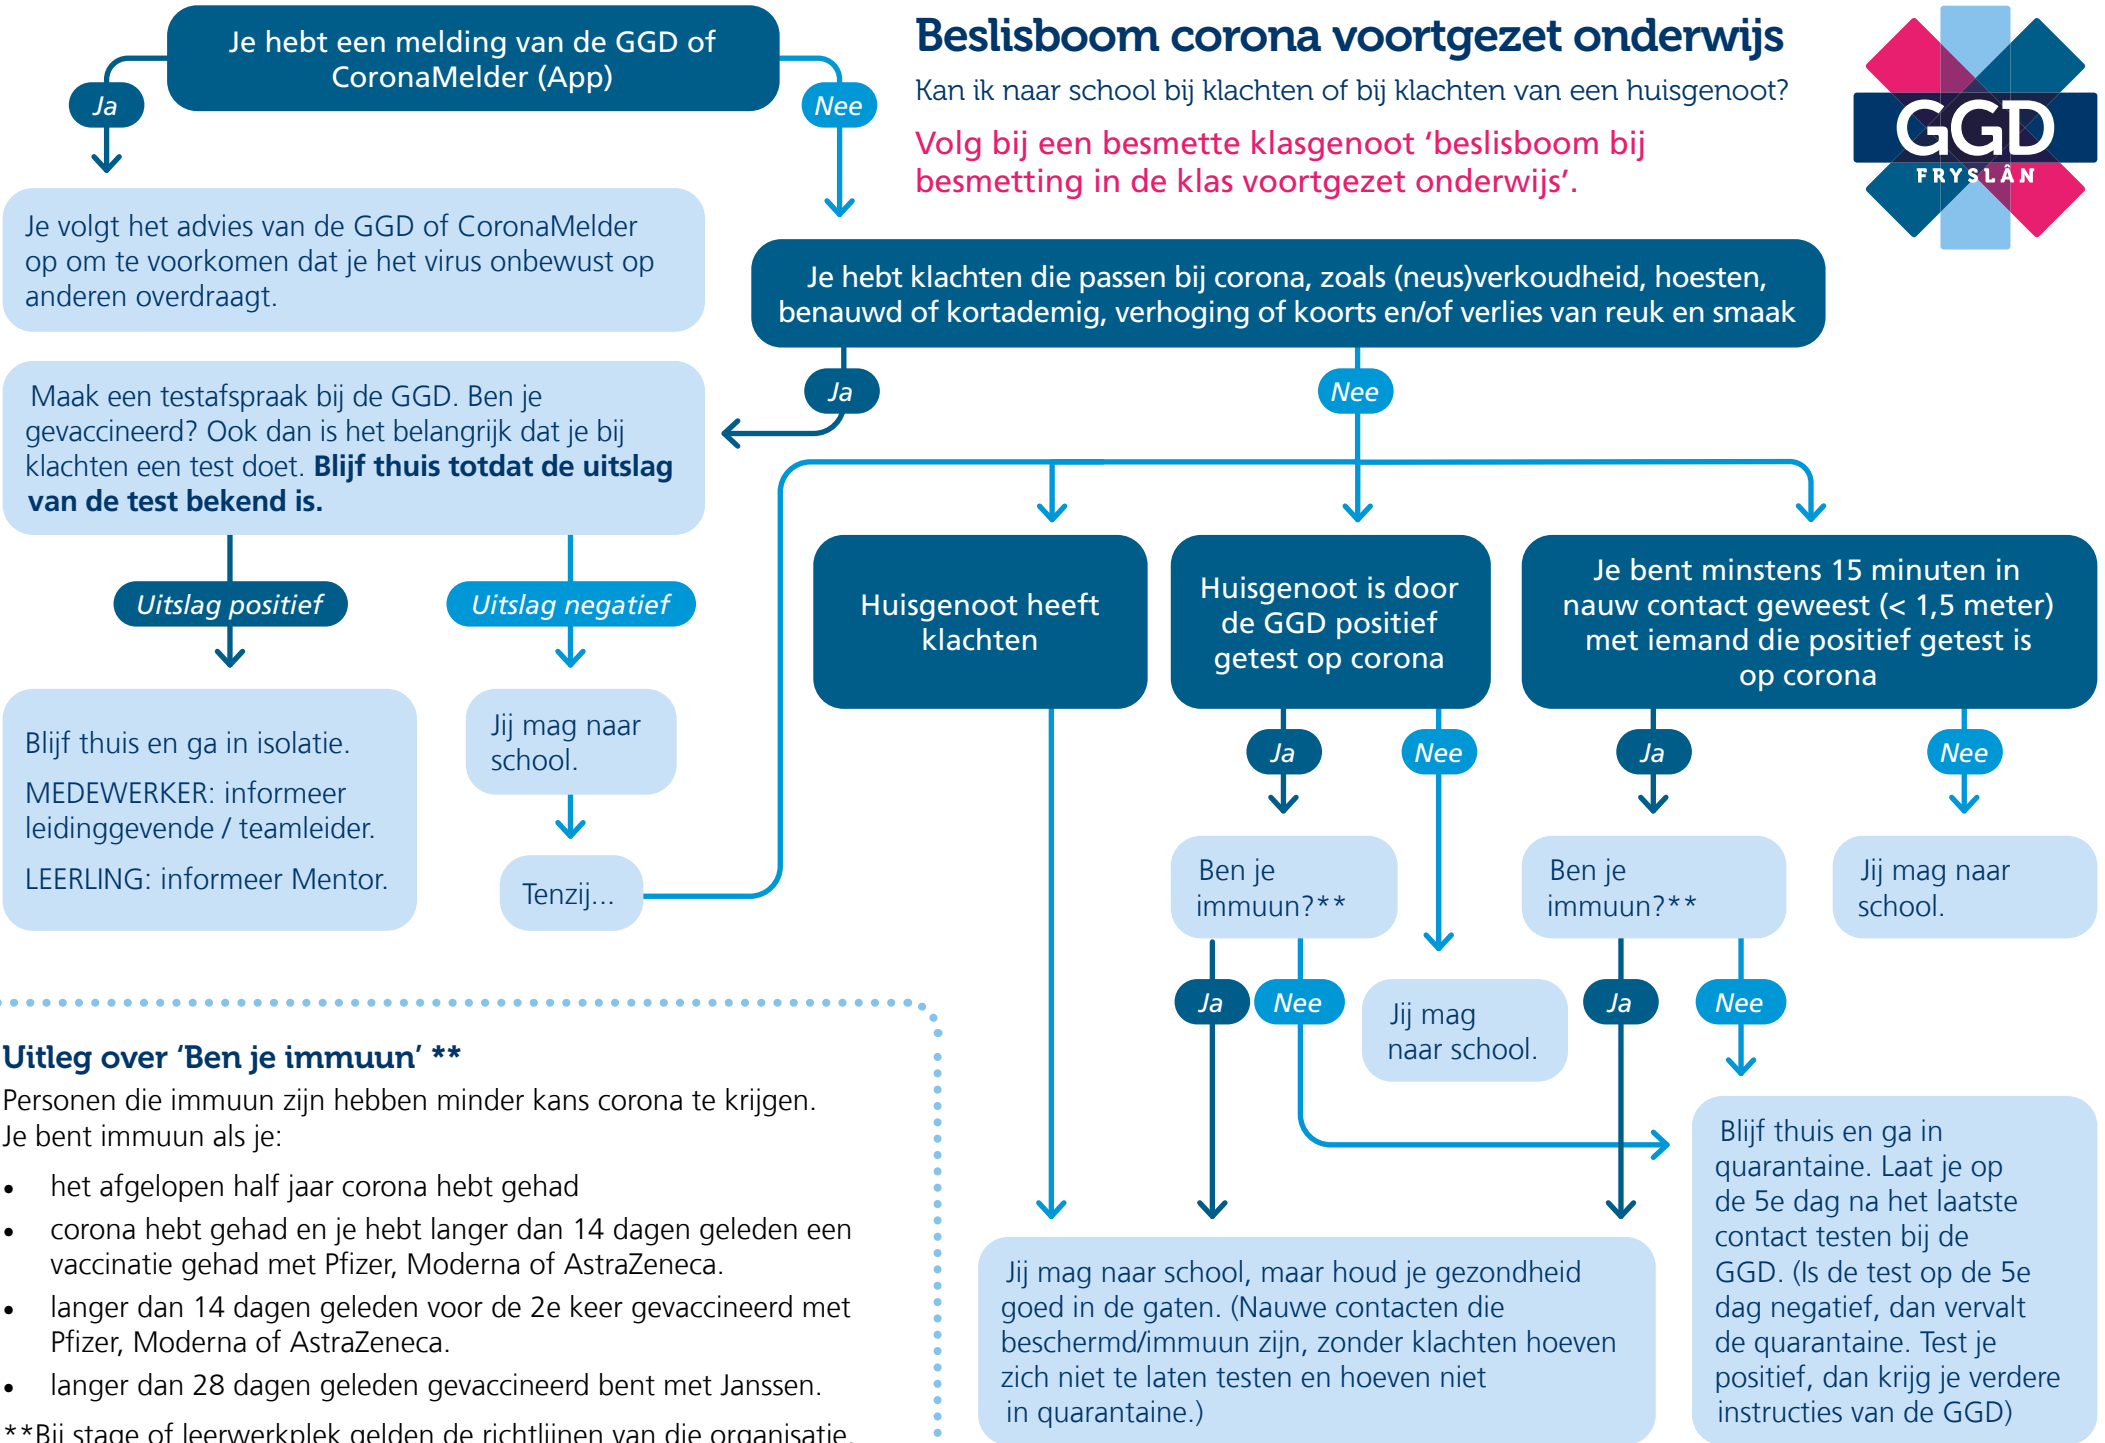 Je hebt een melding van de GGD of
CoronaMelder (App)
Ja
Nee
Beslisboom corona voortgezet onderwijs
Kan ik naar school bij klachten of bij klachten van een huisgenoot?
Volg bij een besmette klasgenoot ‘beslisboom bij
besmetting in de klas voortgezet onderwijs’.
GGD
FRYSLÂN
Je volgt het advies van de GGD of CoronaMelder
op om te voorkomen dat je het virus onbewust op
anderen overdraagt.
Je hebt klachten die passen bij corona, zoals (neus)verkoudheid, hoesten,
benauwd of kortademig, verhoging of koorts en/of verlies van reuk en smaak
Ja
Nee
Maak een testafspraak bij de GGD. Ben je
gevaccineerd? Ook dan is het belangrijk dat je bij
klachten een test doet. Blijf thuis totdat de uitslag
van de test bekend is.
Uitslag positief
Uitslag negatief
Blijf thuis en ga in isolatie.
MEDEWERKER: informeer
leidinggevende / teamleider.
LEERLING: informeer Mentor.
Jij mag naar
school.
Tenzij...
Huisgenoot heeft
klachten
Huisgenoot is door
de GGD positief
getest op corona
Je bent minstens 15 minuten in
nauw contact geweest (< 1,5 meter)
met iemand die positief getest is
op corona
Ja
Nee
Ja
Nee
Ben je
immuun?**
Ben je
immuun?**
Jij mag naar
school.
Ja
Nee
Jij mag
naar school.
Ja
Nee
Jij mag naar school, maar houd je gezondheid
goed in de gaten. (Nauwe contacten die
beschermd/immuun zijn, zonder klachten hoeven
zich niet te laten testen en hoeven niet
in quarantaine.)
Blijf thuis en ga in
quarantaine. Laat je op
de 5e dag na het laatste
contact testen bij de
GGD. (Is de test op de 5e
dag negatief, dan vervalt
de quarantaine. Test je
positief, dan krijg je verdere
instructies van de GGD)
Uitleg over ‘Ben je immuun’ **
Personen die immuun zijn hebben minder kans corona te krijgen.
Je bent immuun als je:
• het afgelopen half jaar corona hebt gehad
• corona hebt gehad en je hebt langer dan 14 dagen geleden een
vaccinatie gehad met Pfizer, Moderna of AstraZeneca.
• langer dan 14 dagen geleden voor de 2e keer gevaccineerd met
Pfizer, Moderna of AstraZeneca.
• langer dan 28 dagen geleden gevaccineerd bent met Janssen.
**Bij stage of leerwerkplek gelden de richtlijnen van die organisatie.